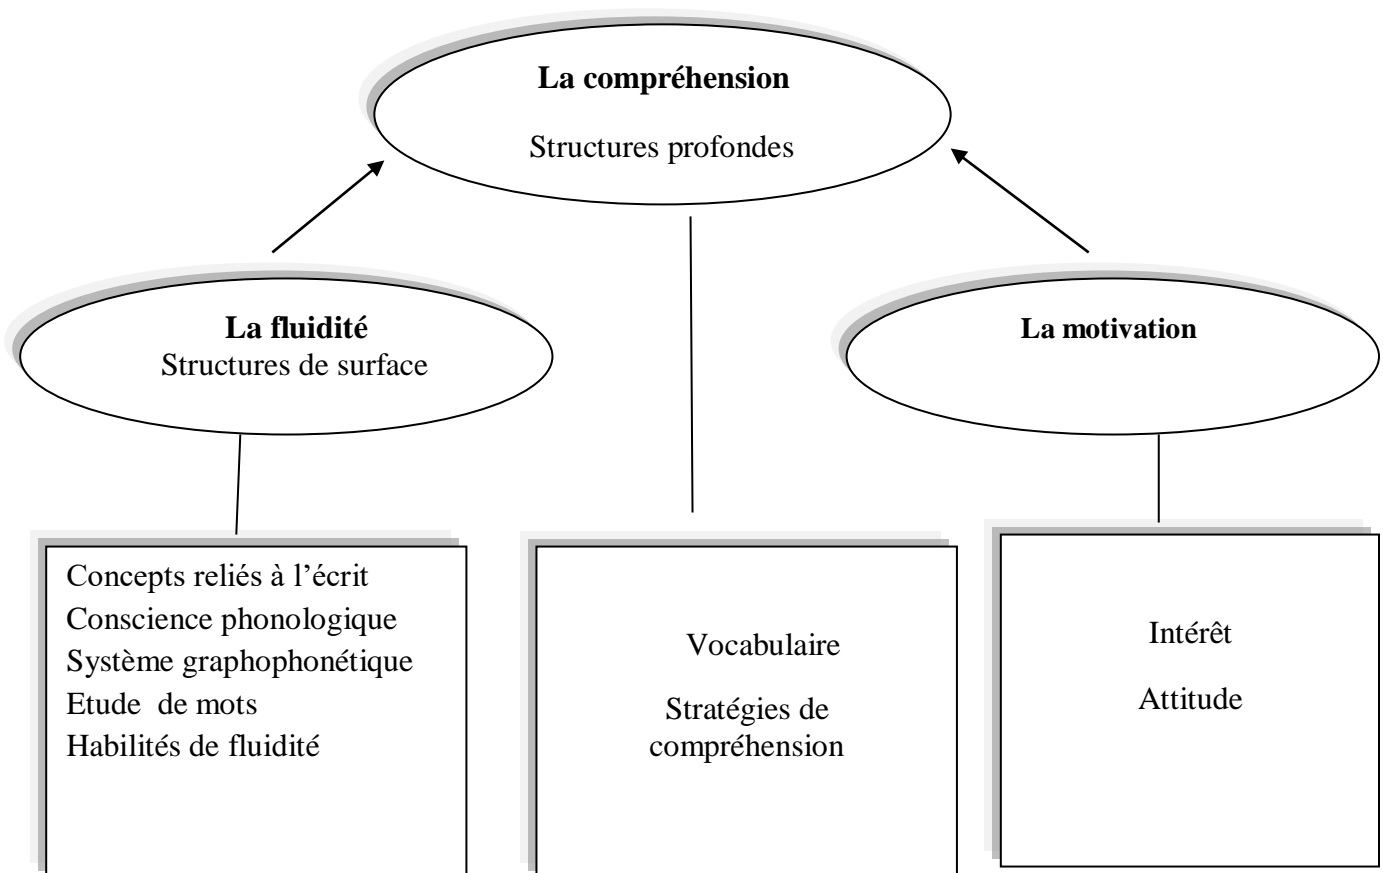 La compréhension
Structures profondes
La fluidité
Structures de surface
La motivation
Concepts reliés à l’écrit
Conscience phonologique
Système graphophonétique
Etude  de mots
Habilités de fluidité
Vocabulaire
Stratégies de
compréhension
Intérêt
Attitude